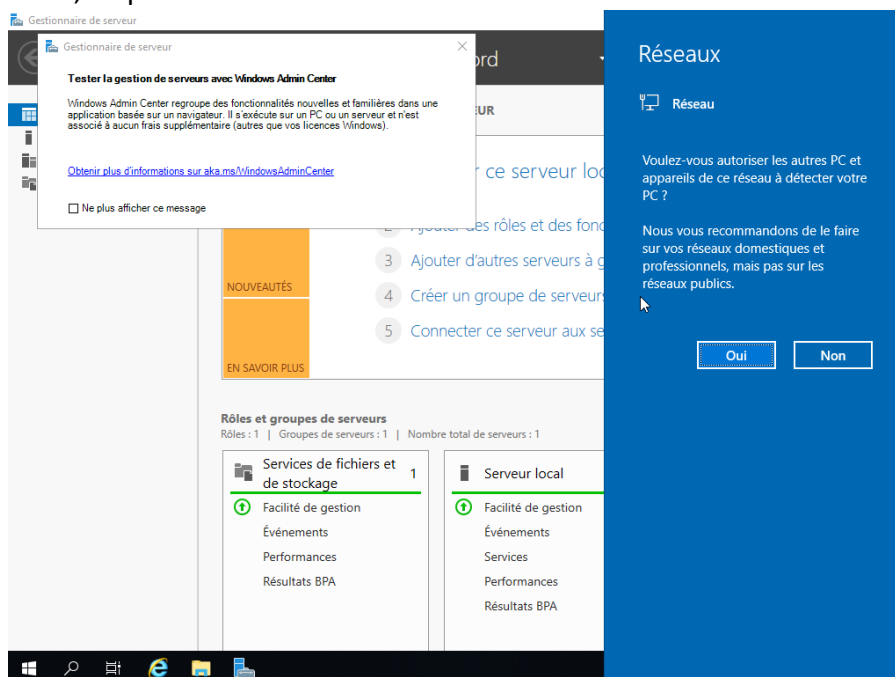 Gestionnaire de serveur
Gestionnaire de serveur
Tester la gestion de serveurs avec Windows Admin Center
Windows Admin Center regroupe des fonctionnalités nouvelles et familières dans une
application basée sur un navigateur. Il s'exécute sur un PC ou un serveur et n'est
associé à aucun frais supplémentaire (autres que vos licences Windows).
Obtenir plus d'informations sur aka.ms/WindowsAdminCenter
Ne plus afficher ce message
ord
UR
r ce serveur loc
des rôles et des fonc
3 Ajouter d'autres serveurs à g
NOUVEAUTÉS
4 Créer un groupe de serveurs
5 Connecter ce serveur aux se
EN SAVOIR PLUS
Rôles et groupes de serveurs
Rôles : 1 | Groupes de serveurs : 1 | Nombre total de serveurs : 1
Services de fichiers et
de stockage
1
Facilité de gestion
Événements
Performances
Résultats BPA
Serveur local
Facilité de gestion
Événements
Services
Performances
Résultats BPA
Réseaux
Réseau
Voulez-vous autoriser les autres PC et
appareils de ce réseau à détecter votre
PC ?
Nous vous recommandons de le faire
sur vos réseaux domestiques et
professionnels, mais pas sur les
réseaux publics.
Oui
Non